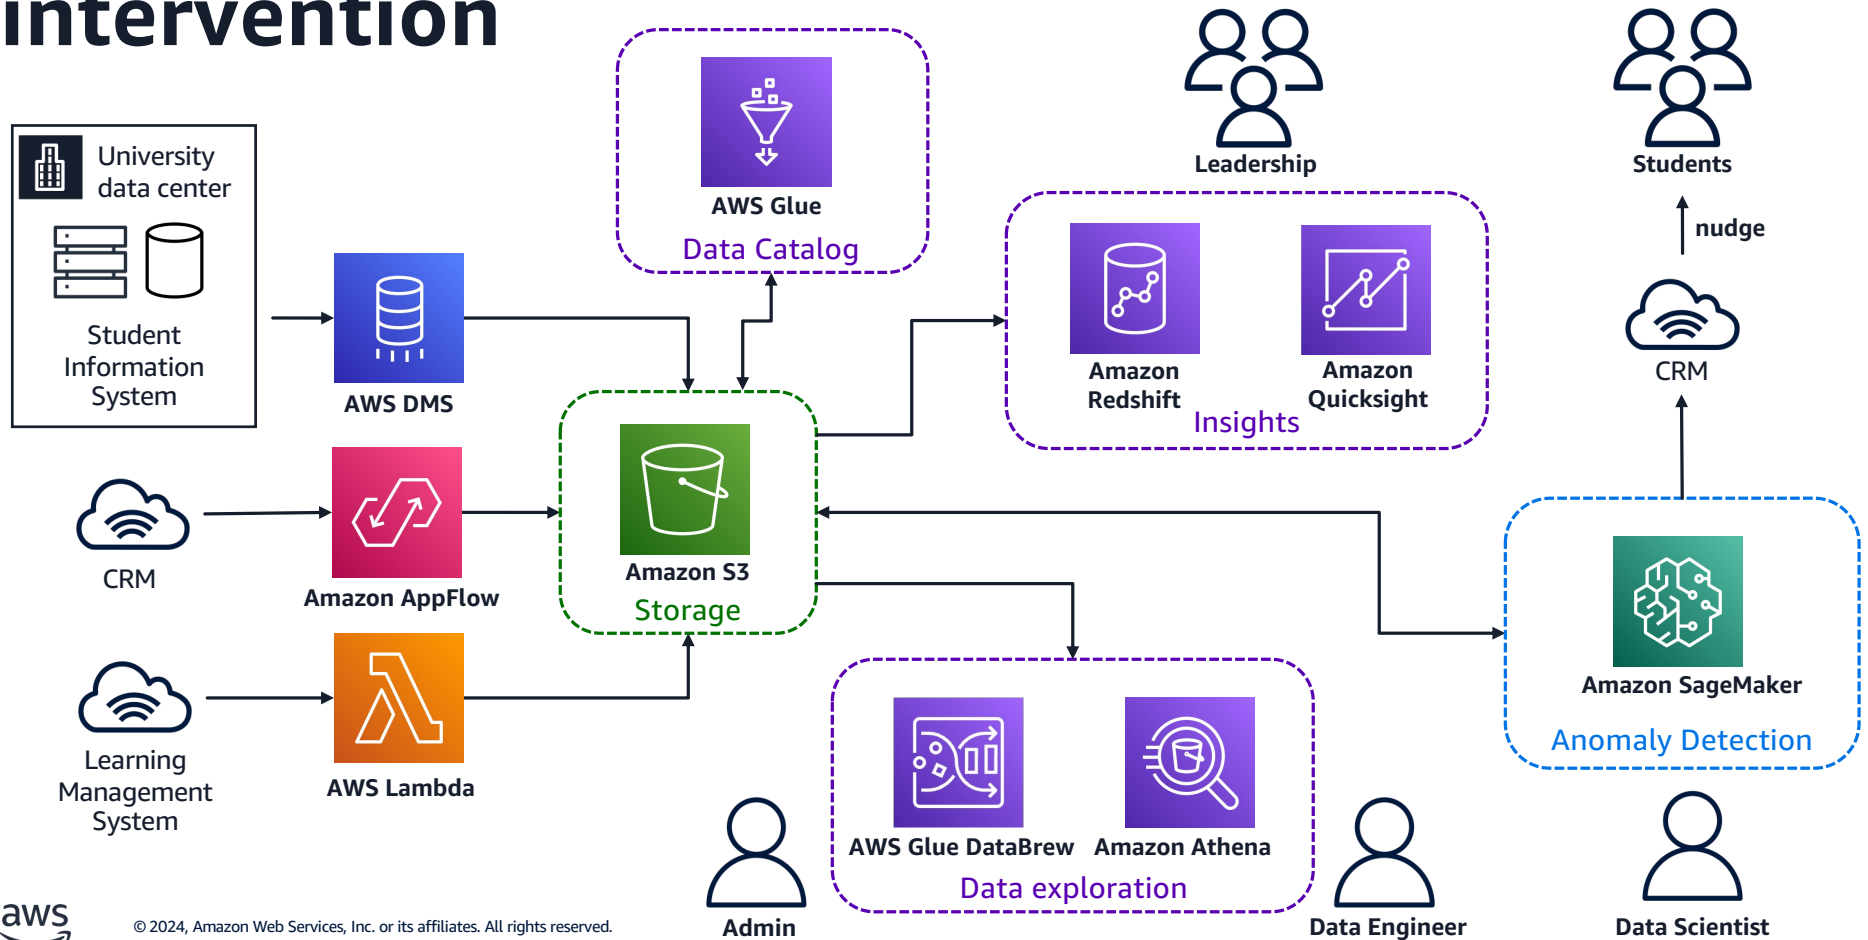 intervention
University
data center
Student
Information
System
AWS DMS
CRM
Amazon AppFlow
Learning
Management
System
AWS Lambda
AWS Glue
Data Catalog
Amazon S3
Storage
Leadership
Amazon
Redshift
Amazon
Quicksight
Insights
Students
nudge
CRM
Amazon SageMaker
Anomaly Detection
AWS Glue DataBrew
Amazon Athena
Data exploration
Admin
Data Engineer
Data Scientist
aws
© 2024, Amazon Web Services, Inc. or its affiliates. All rights reserved.